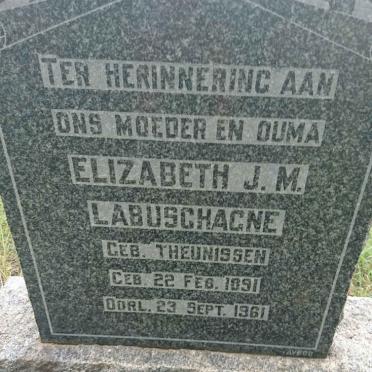 TER HERINNERING AAN
ONS MOEDER EN OUMA
ELIZABETH J.M.
LABUSCHAGNE
GEB. THEUNISSEN
GEB. 22 FEB. 1891
OORL. 23 SEPT. 1961